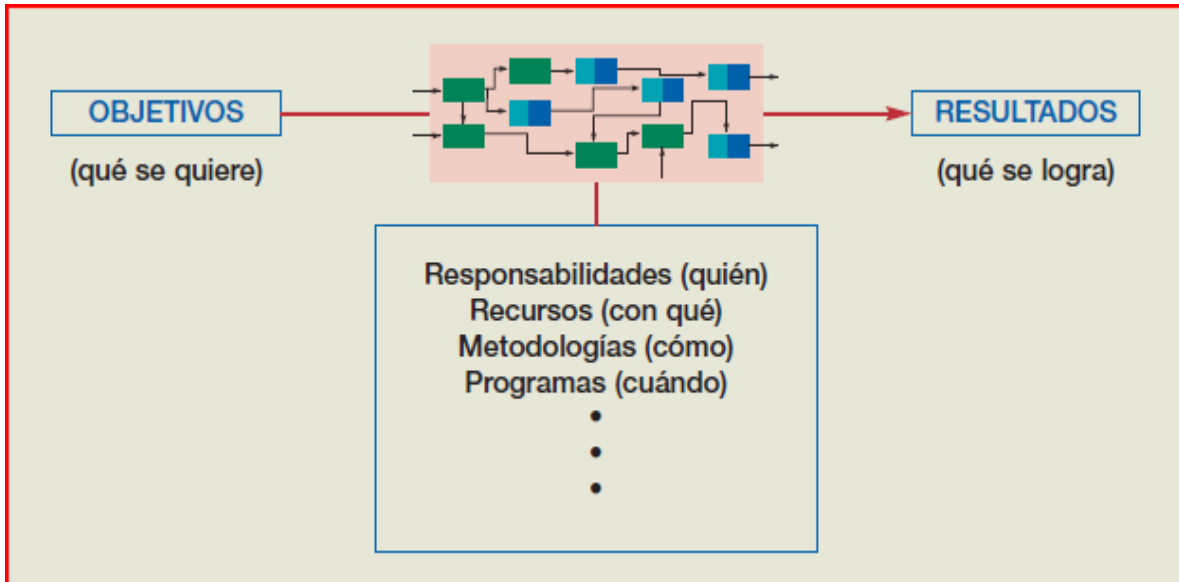 OBJETIVOS
(qué se quiere)
RESULTADOS
(qué se logra)
Responsabilidades (quién)
Recursos (con qué)
Metodologías (cómo)
Programas (cuándo)
•
•
•